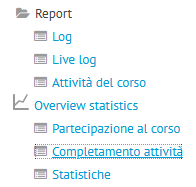 Report
Log
Live log
Attività del corso
Overview statistics
Partecipazione al corso
Completamento attività
Statistiche